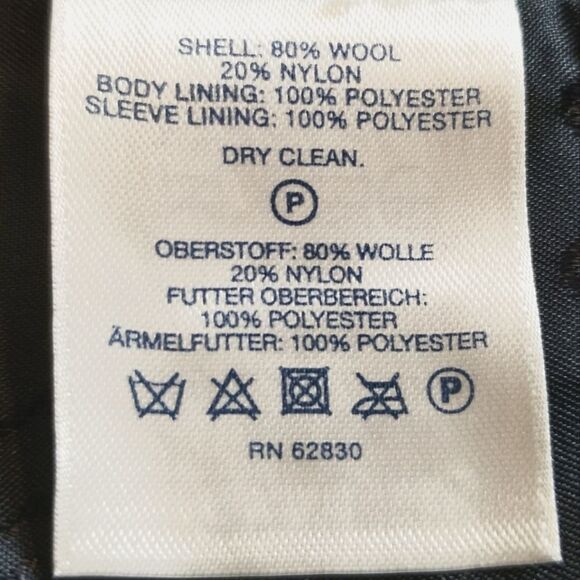 SHELL: 80% WOOL
20% NYLON
BODY LINING: 100% POLYESTER
SLEEVE LINING: 100% POLYESTER
DRY CLEAN.
P
OBERSTOFF: 80% WOLLE
20% NYLON
FUTTER OBERBEREICH:
100% POLYESTER
ÄRMELFUTTER: 100% POLYESTER
P
RN 62830